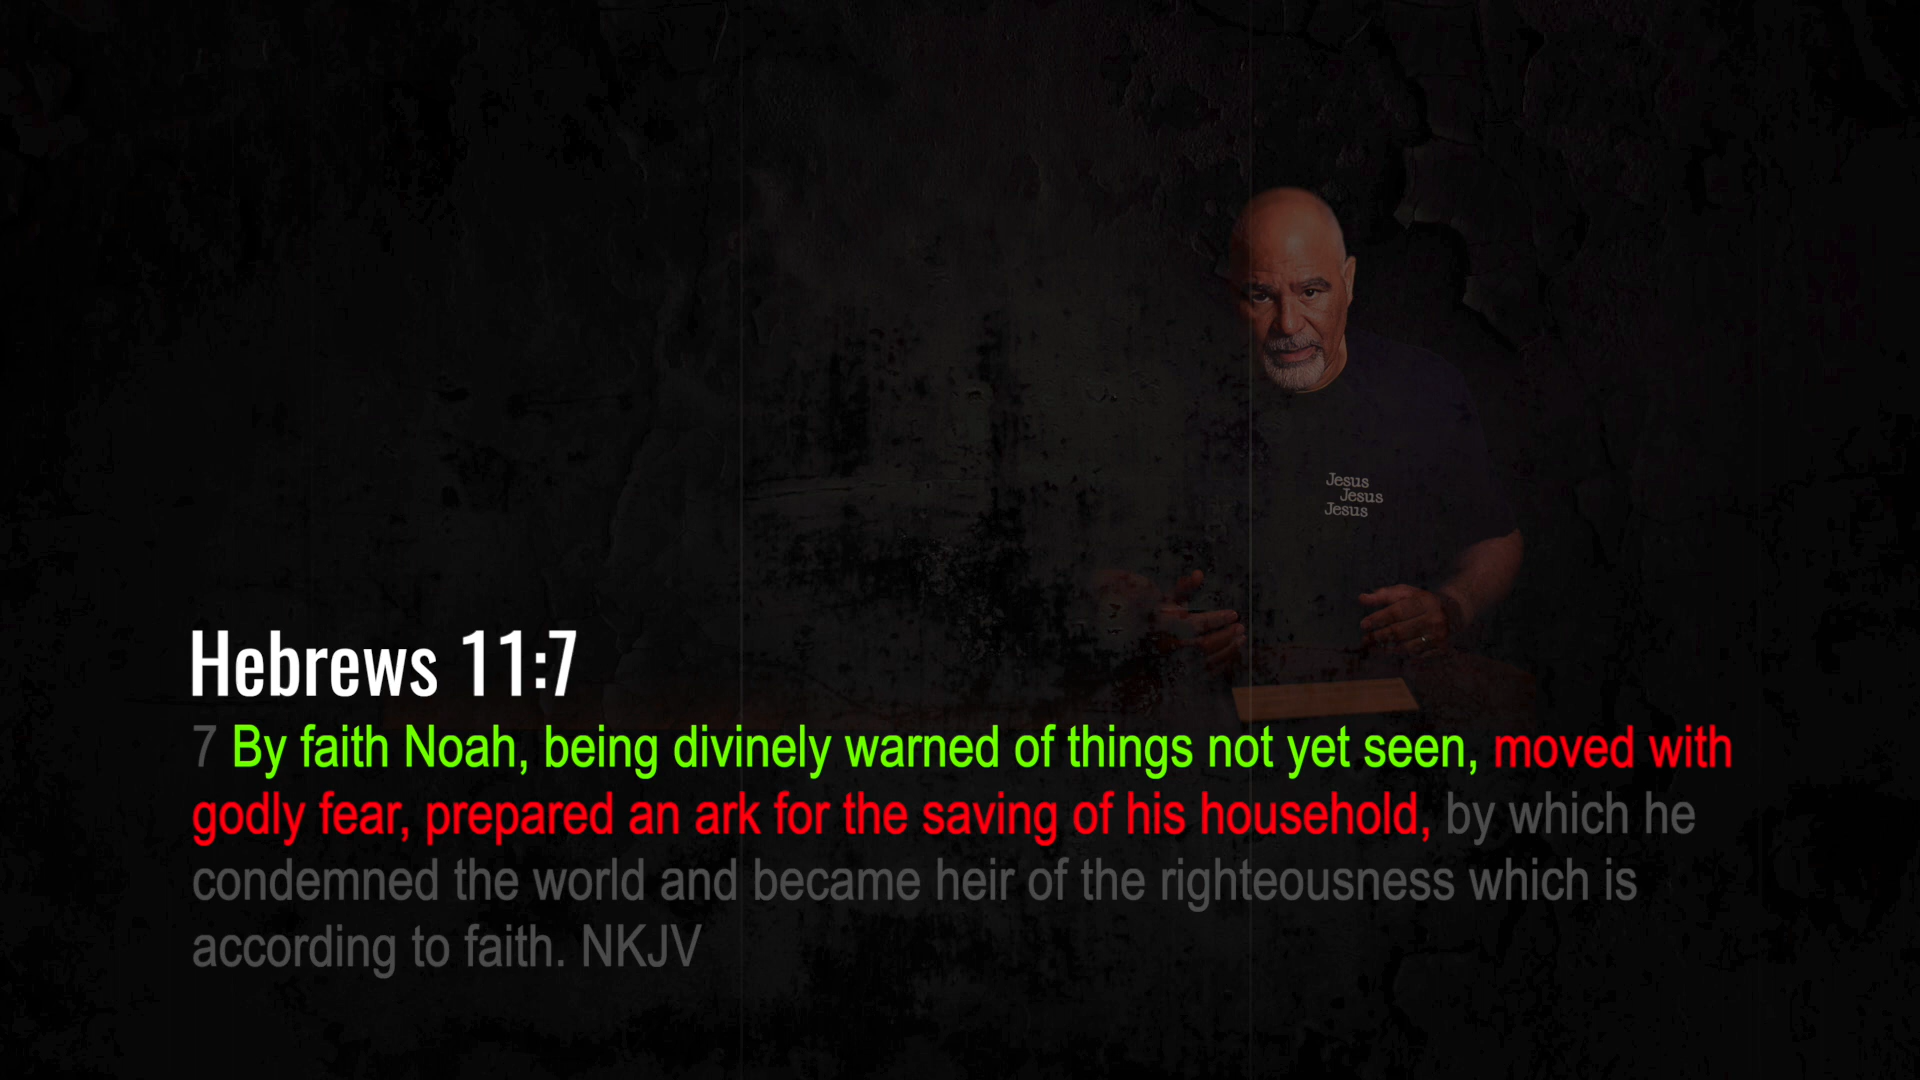 Jesus
Jesus
Jesus
Hebrews 11:7
7 By faith Noah, being divinely warned of things not yet seen, moved with
godly fear, prepared an ark for the saving of his household, by which he
condemned the world and became heir of the righteousness which is
according to faith. NKJV